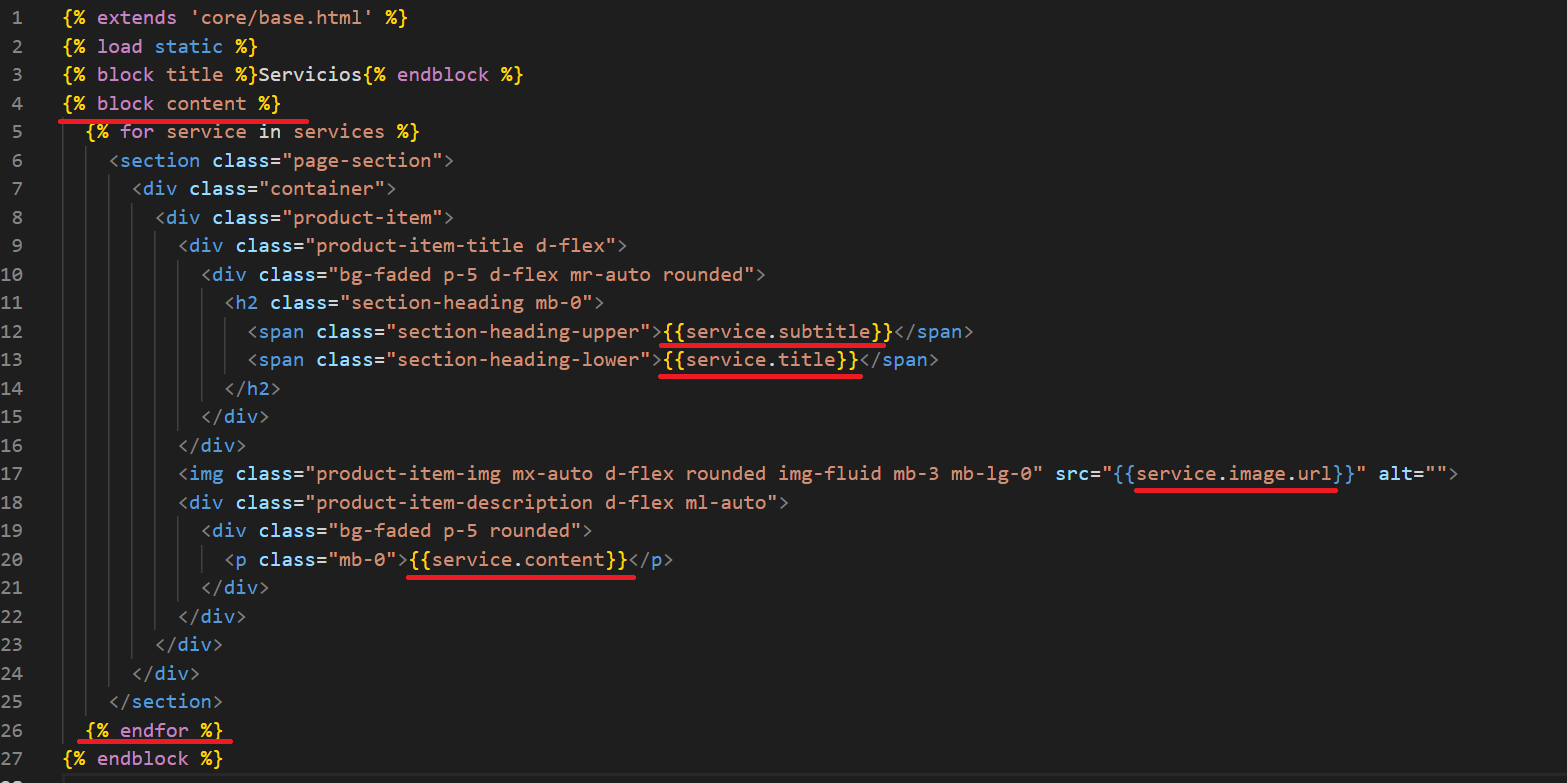 1 {% extends 'core/base.html' %}
2 {% load static %}
3 {% block title %}Servicios{% endblock %}
4 {% block content %}
5 {% for service in services %}
6 <section class="page-section">
7 <div class="container">
8 <div class="product-item">
9 <div class="product-item-title d-flex">
10 <div class="bg-faded p-5 d-flex mr-auto rounded">
11 <h2 class="section-heading mb-0">
12 <span class="section-heading-upper">{{service.subtitle}}</span>
13 <span class="section-heading-lower">{{service.title}}</span>
14 </h2>
15 </div>
16 </div>
17 <img class="product-item-img mx-auto d-flex rounded img-fluid mb-3 mb-lg-0" src="{{service.image.url}}" alt="">
18 <div class="product-item-description d-flex ml-auto">
19 <div class="bg-faded p-5 rounded">
20 <p class="mb-0">{{service.content}}</p>
21 </div>
22 </div>
23 </div>
24 </div>
25 </section>
26 {% endfor %}
27 {% endblock %}